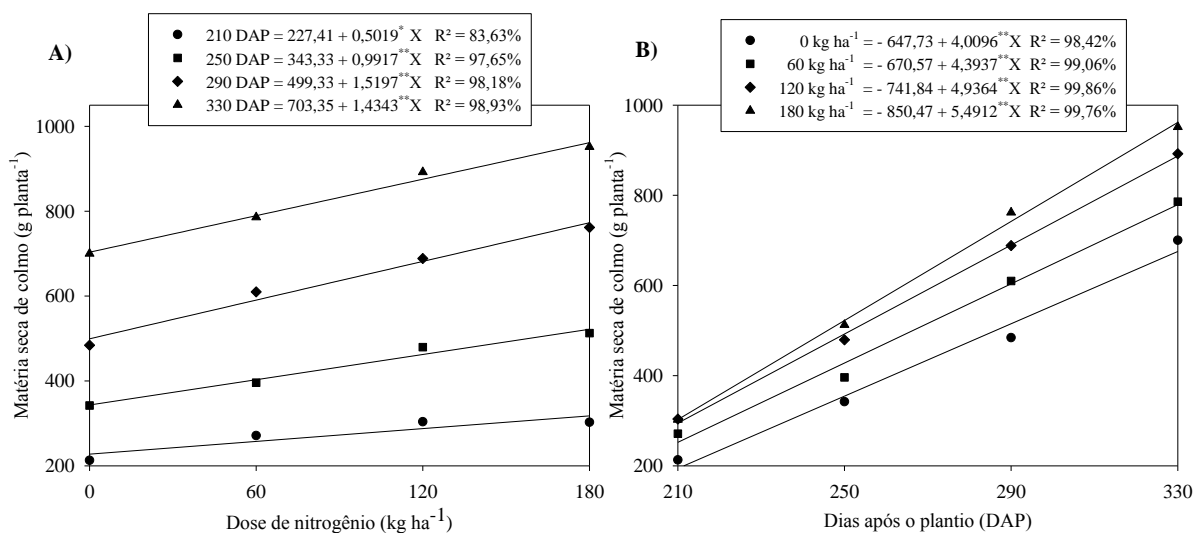 A)
210 DAP = 227,41 + 0,5019* X R² = 83,63%
250 DAP = 343,33 + 0,9917**X R² = 97,65%
290 DAP = 499,33 + 1,5197**X R² = 98,18%
330 DAP = 703,35 + 1,4343**X R² = 98,93%
Matéria seca de colmo (g planta⁻¹)
1000
800
600
400
200
0 60 120 180
Dose de nitrogênio (kg ha⁻¹)
B)
0 kg ha⁻¹ = - 647,73 + 4,0096**X R² = 98,42%
60 kg ha⁻¹ = - 670,57 + 4,3937**X R² = 99,06%
120 kg ha⁻¹ = - 741,84 + 4,9364**X R² = 99,86%
180 kg ha⁻¹ = - 850,47 + 5,4912**X R² = 99,76%
Matéria seca de colmo (g planta⁻¹)
1000
800
600
400
200
210 250 290 330
Dias após o plantio (DAP)